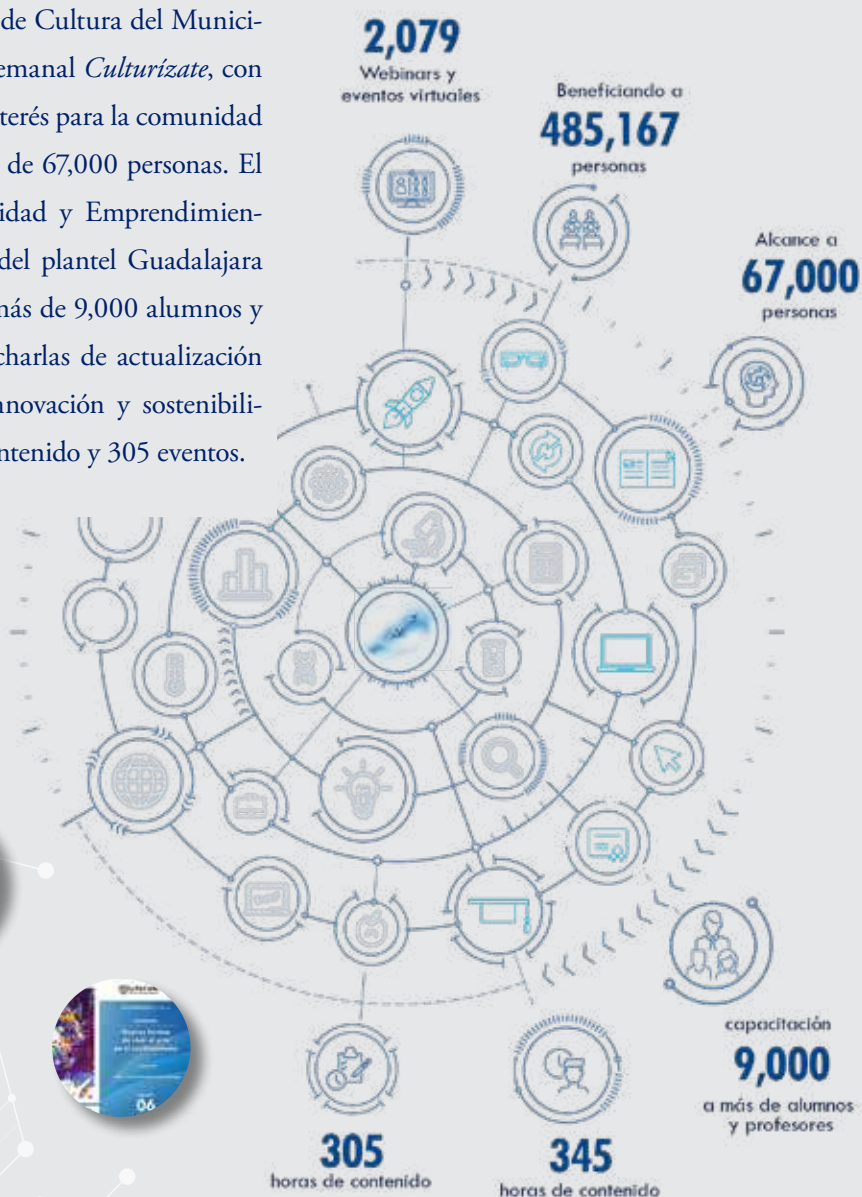 de Cultura del Munici-
emanal Culturízate, con
terés para la comunidad
de 67,000 personas. El
idad y Emprendimien-
del plantel Guadalajara
más de 9,000 alumnos y
charlas de actualización
nnovación y sostenibili-
ntenido y 305 eventos.
2,079
Webinars y
eventos virtuales
Beneficiando a
485,167
personas
Alcance a
67,000
personas
capacitación
9,000
a más de alumnos
y profesores
305
horas de contenido
345
horas de contenido
06